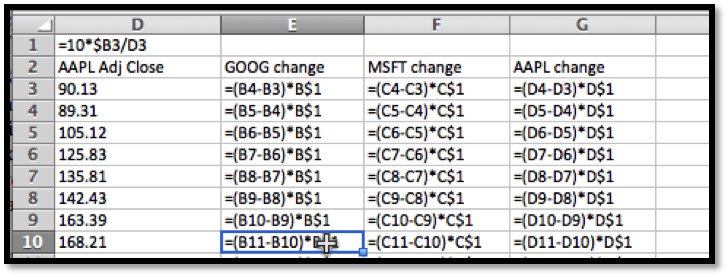 D E F G
1 =10*$B3/D3
2 AAPL Adj Close GOOG change MSFT change AAPL change
3 90.13 =(B4-B3)*B$1 =(C4-C3)*C$1 =(D4-D3)*D$1
4 89.31 =(B5-B4)*B$1 =(C5-C4)*C$1 =(D5-D4)*D$1
5 105.12 =(B6-B5)*B$1 =(C6-C5)*C$1 =(D6-D5)*D$1
6 125.83 =(B7-B6)*B$1 =(C7-C6)*C$1 =(D7-D6)*D$1
7 135.81 =(B8-B7)*B$1 =(C8-C7)*C$1 =(D8-D7)*D$1
8 142.43 =(B9-B8)*B$1 =(C9-C8)*C$1 =(D9-D8)*D$1
9 163.39 =(B10-B9)*B$1 =(C10-C9)*C$1 =(D10-D9)*D$1
10 168.21 =(B11-B10)*B$1 =(C11-C10)*C$1 =(D11-D10)*D$1